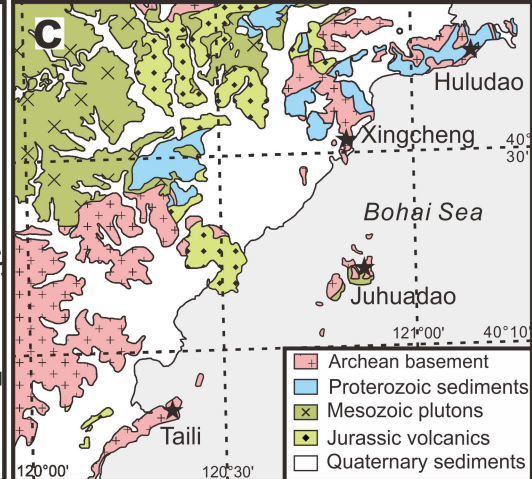 C
Huludao
Xingcheng
40°
30'
Bohai Sea
Juhuadao
121°00'
40°10'
Archean basement
Proterozoic sediments
Mesozoic plutons
Jurassic volcanics
Quaternary sediments
Taili
120°00'
120°30'